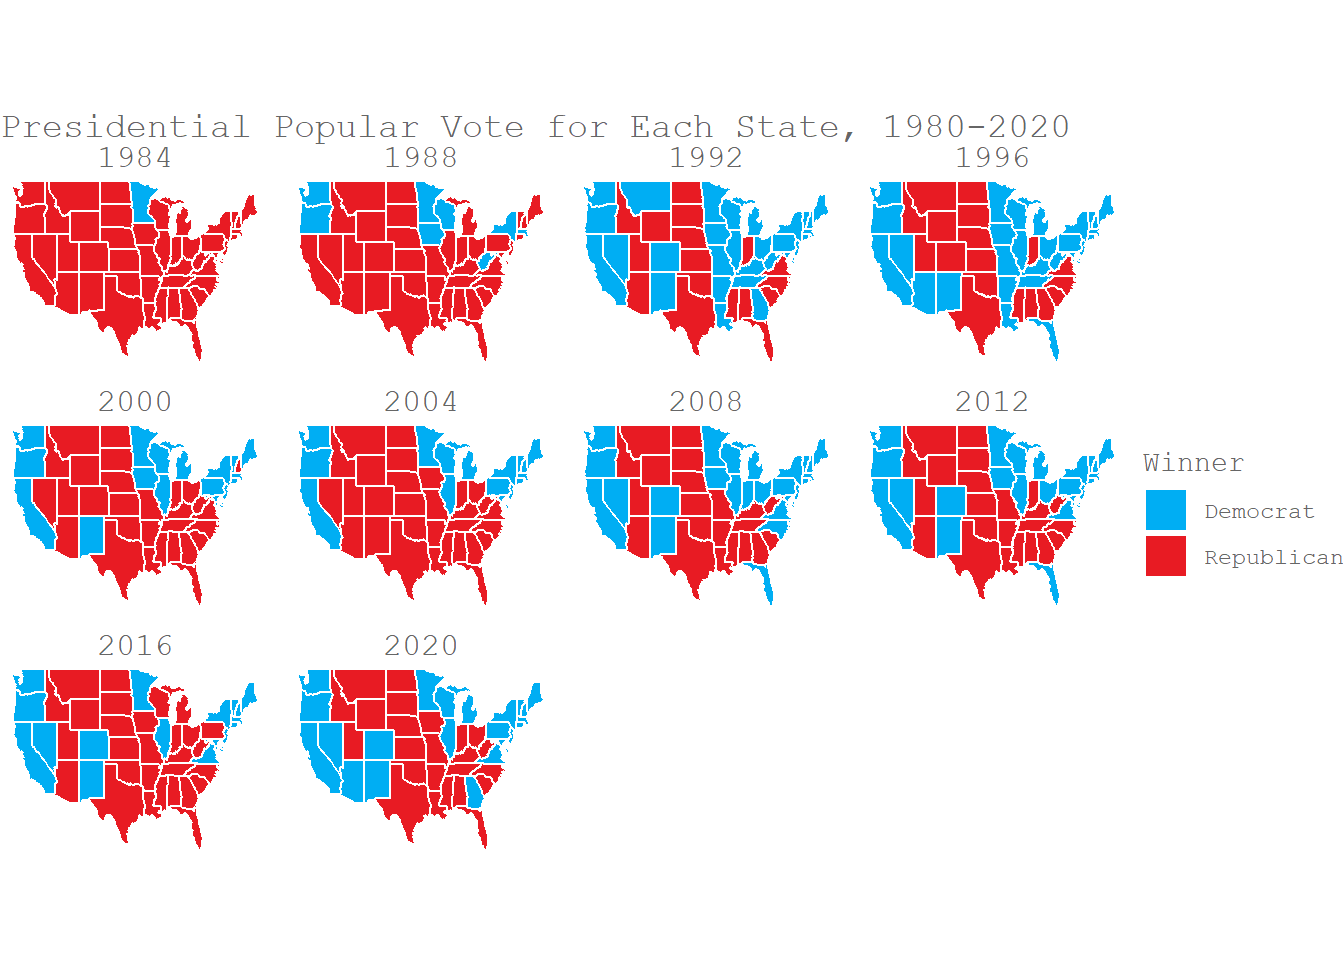 Presidential Popular Vote for Each State, 1980-2020
1984 1988 1992 1996
2000 2004 2008 2012
Winner
Democrat
Republican
2016 2020